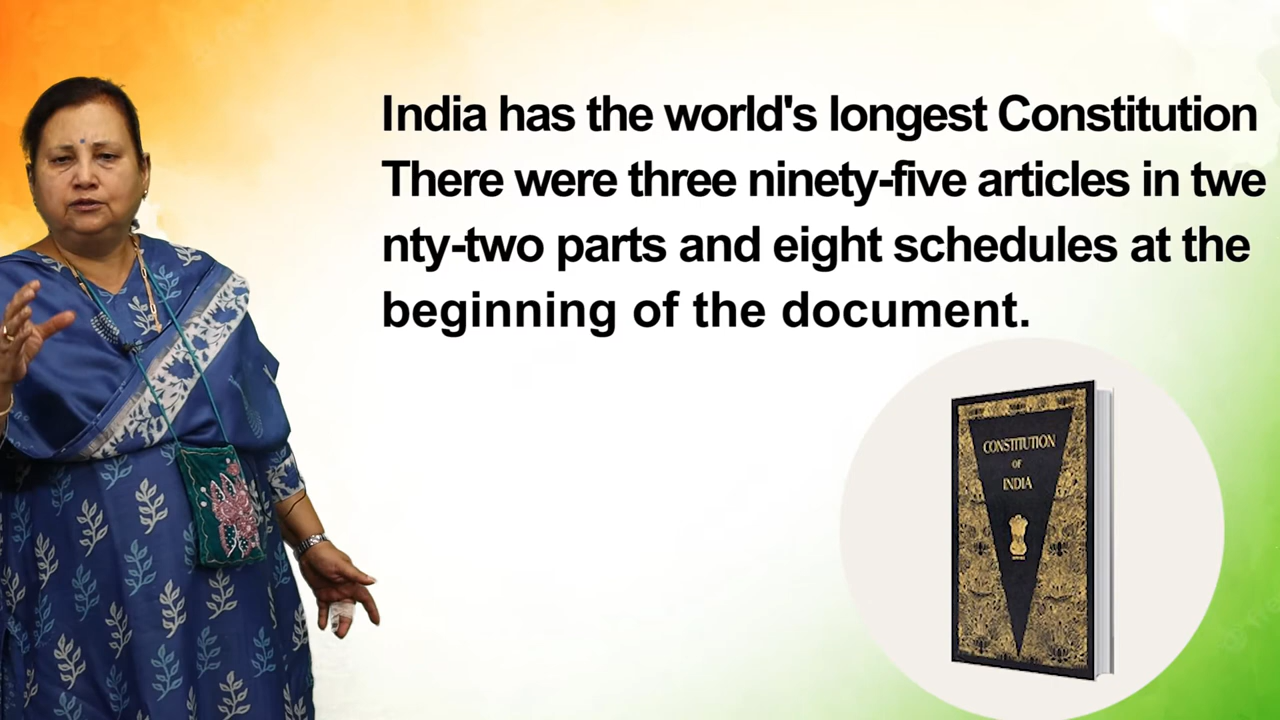 India has the world's longest Constitution
There were three ninety-five articles in twe
nty-two parts and eight schedules at the
beginning of the document.
CONSTITUTION
OF
INDIA